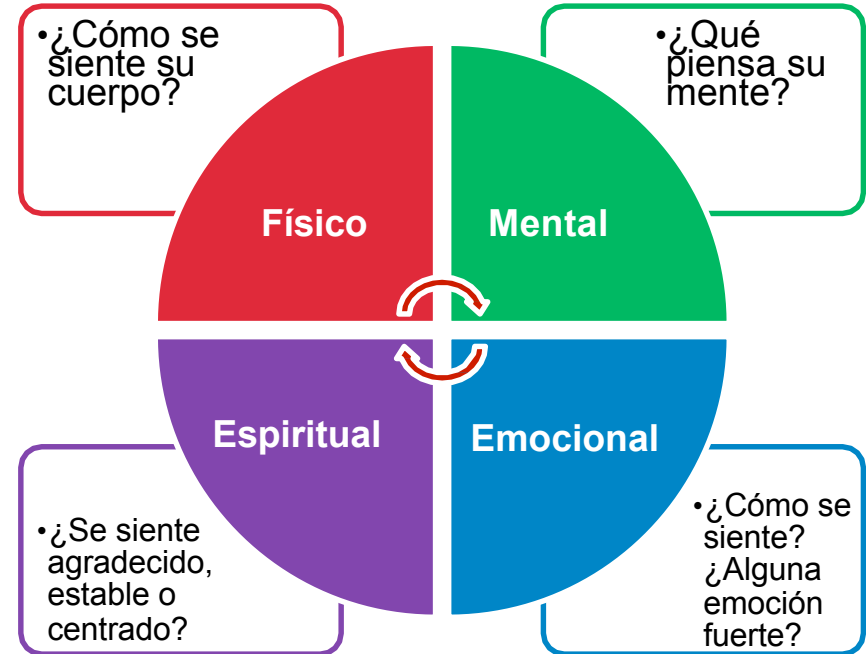 •¿Cómo se
siente su
cuerpo?
•¿Qué
piensa su
mente?
Físico
Mental
Espiritual
Emocional
•¿Se siente
agradecido,
estable o
centrado?
•¿Cómo se
siente?
¿Alguna
emoción
fuerte?